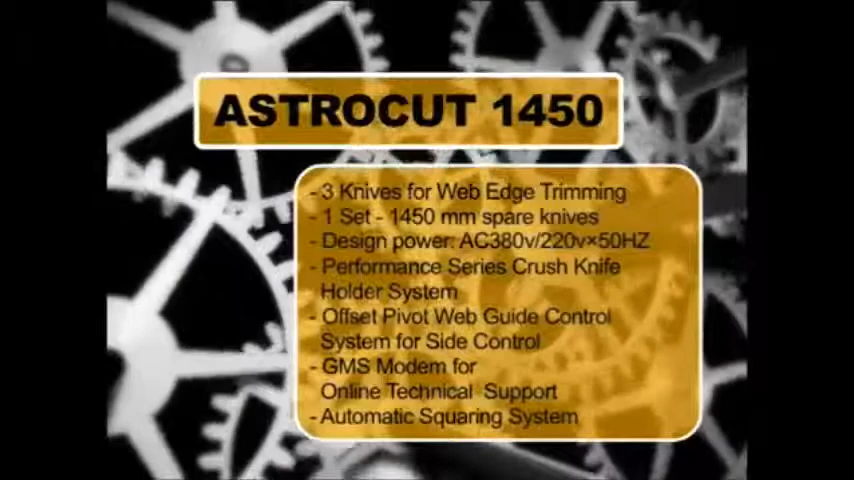 ASTROCUT 1450
- 3 Knives for Web Edge Trimming
- 1 Set - 1450 mm spare knives
- Design power: AC380v/220v×50HZ
- Performance Series Crush Knife
Holder System
- Offset Pivot Web Guide Control
System for Side Control
- GMS Modem for
Online Technical Support
- Automatic Squaring System